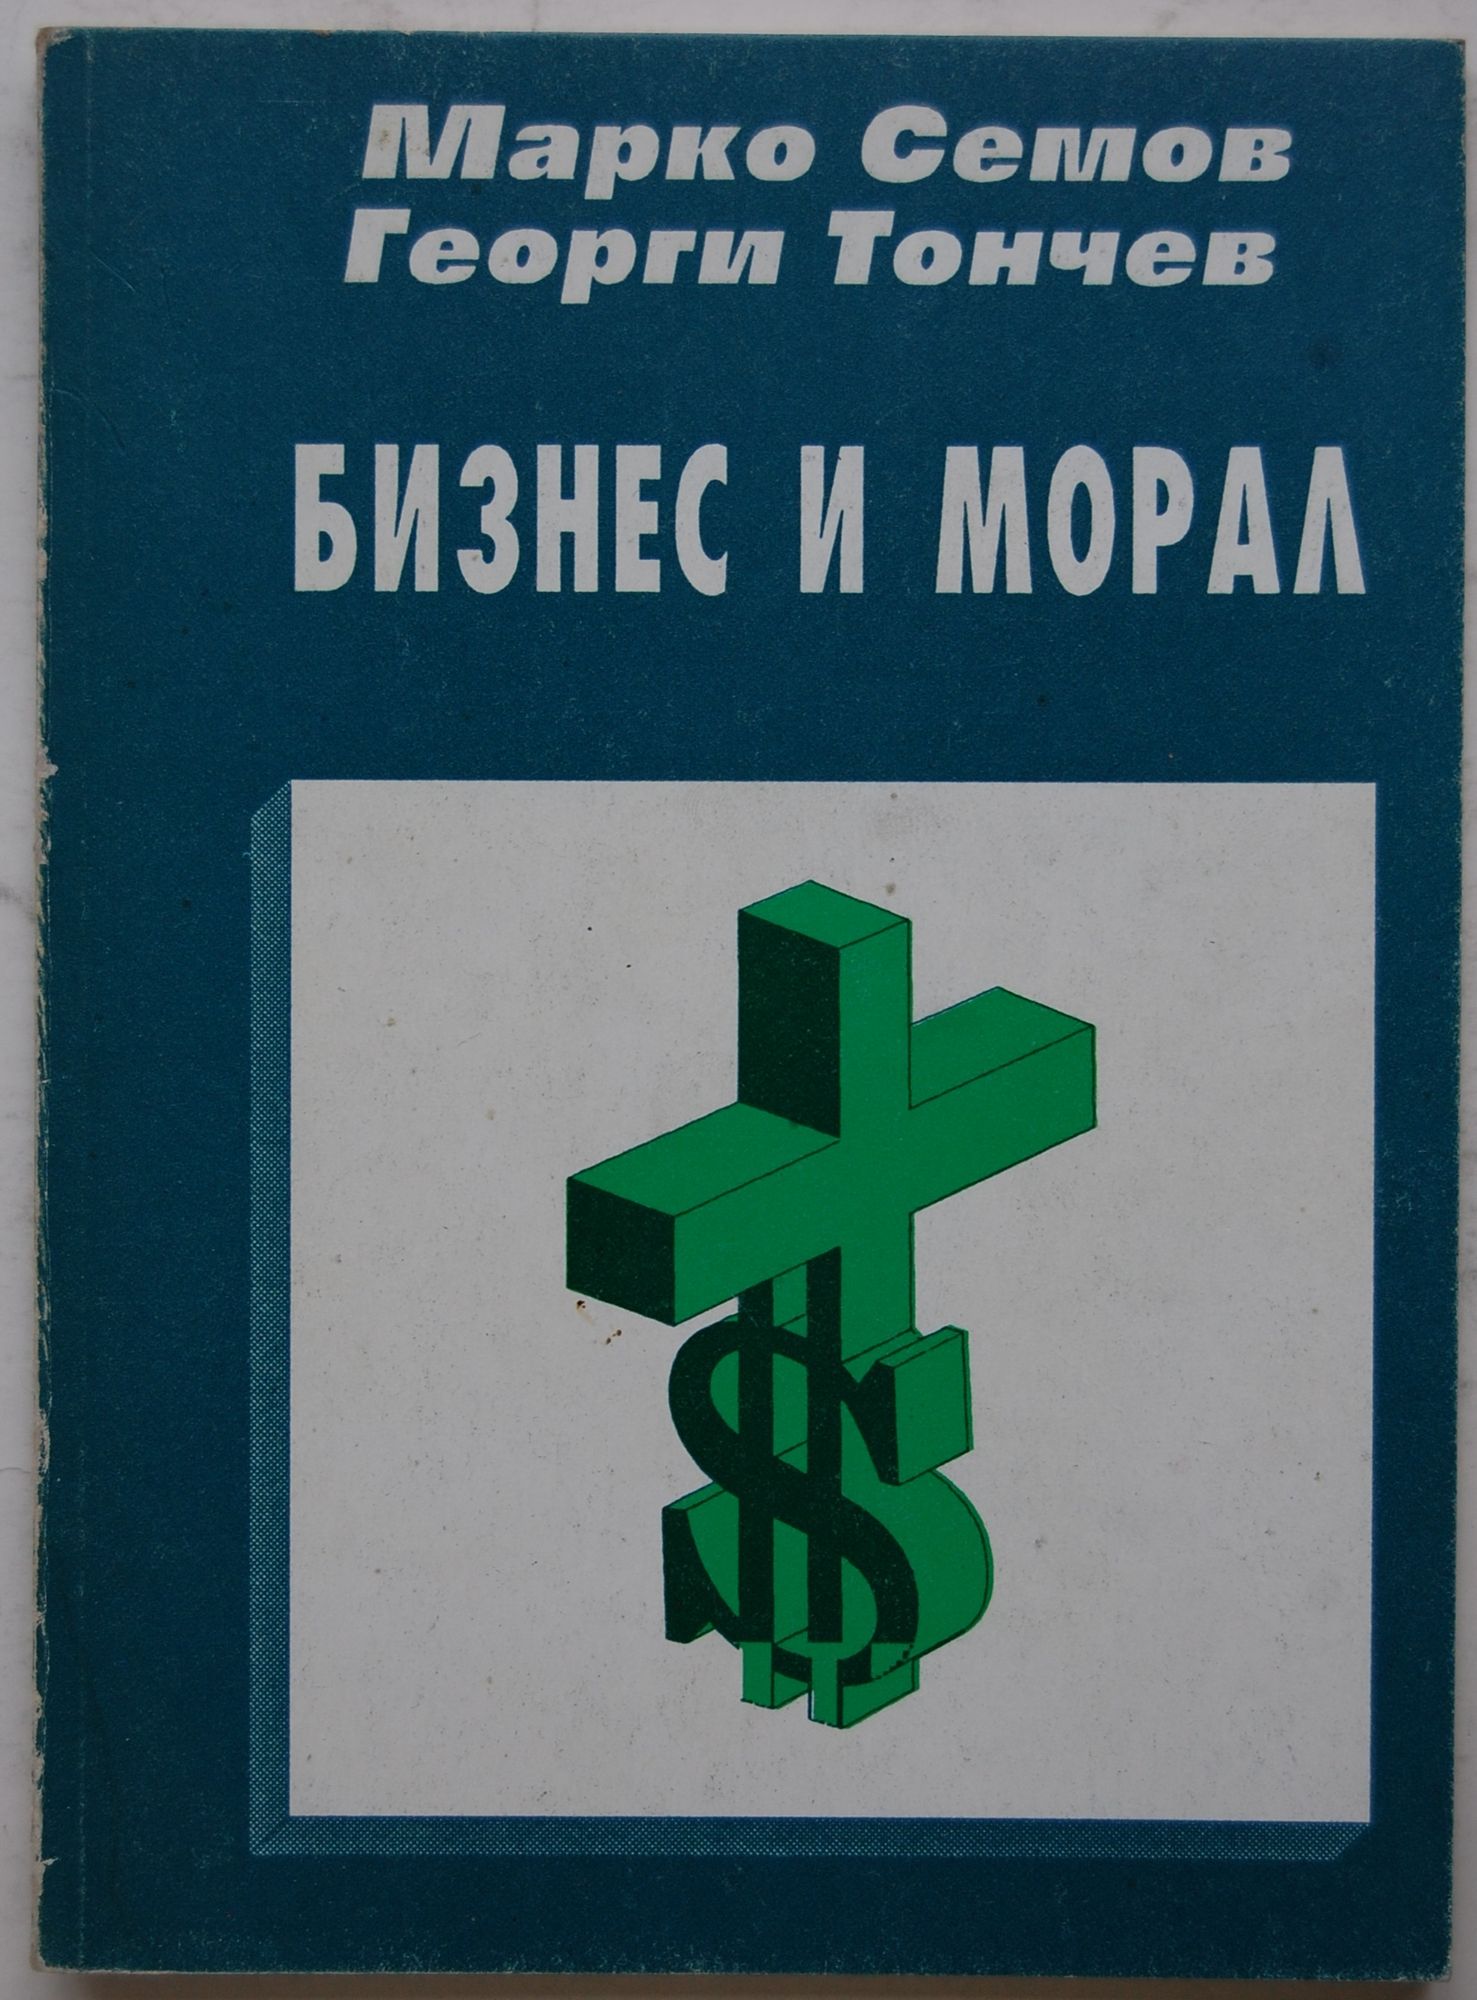 Марко Семов
Георги Тончев
БИЗНЕС И МОРАЛ
$